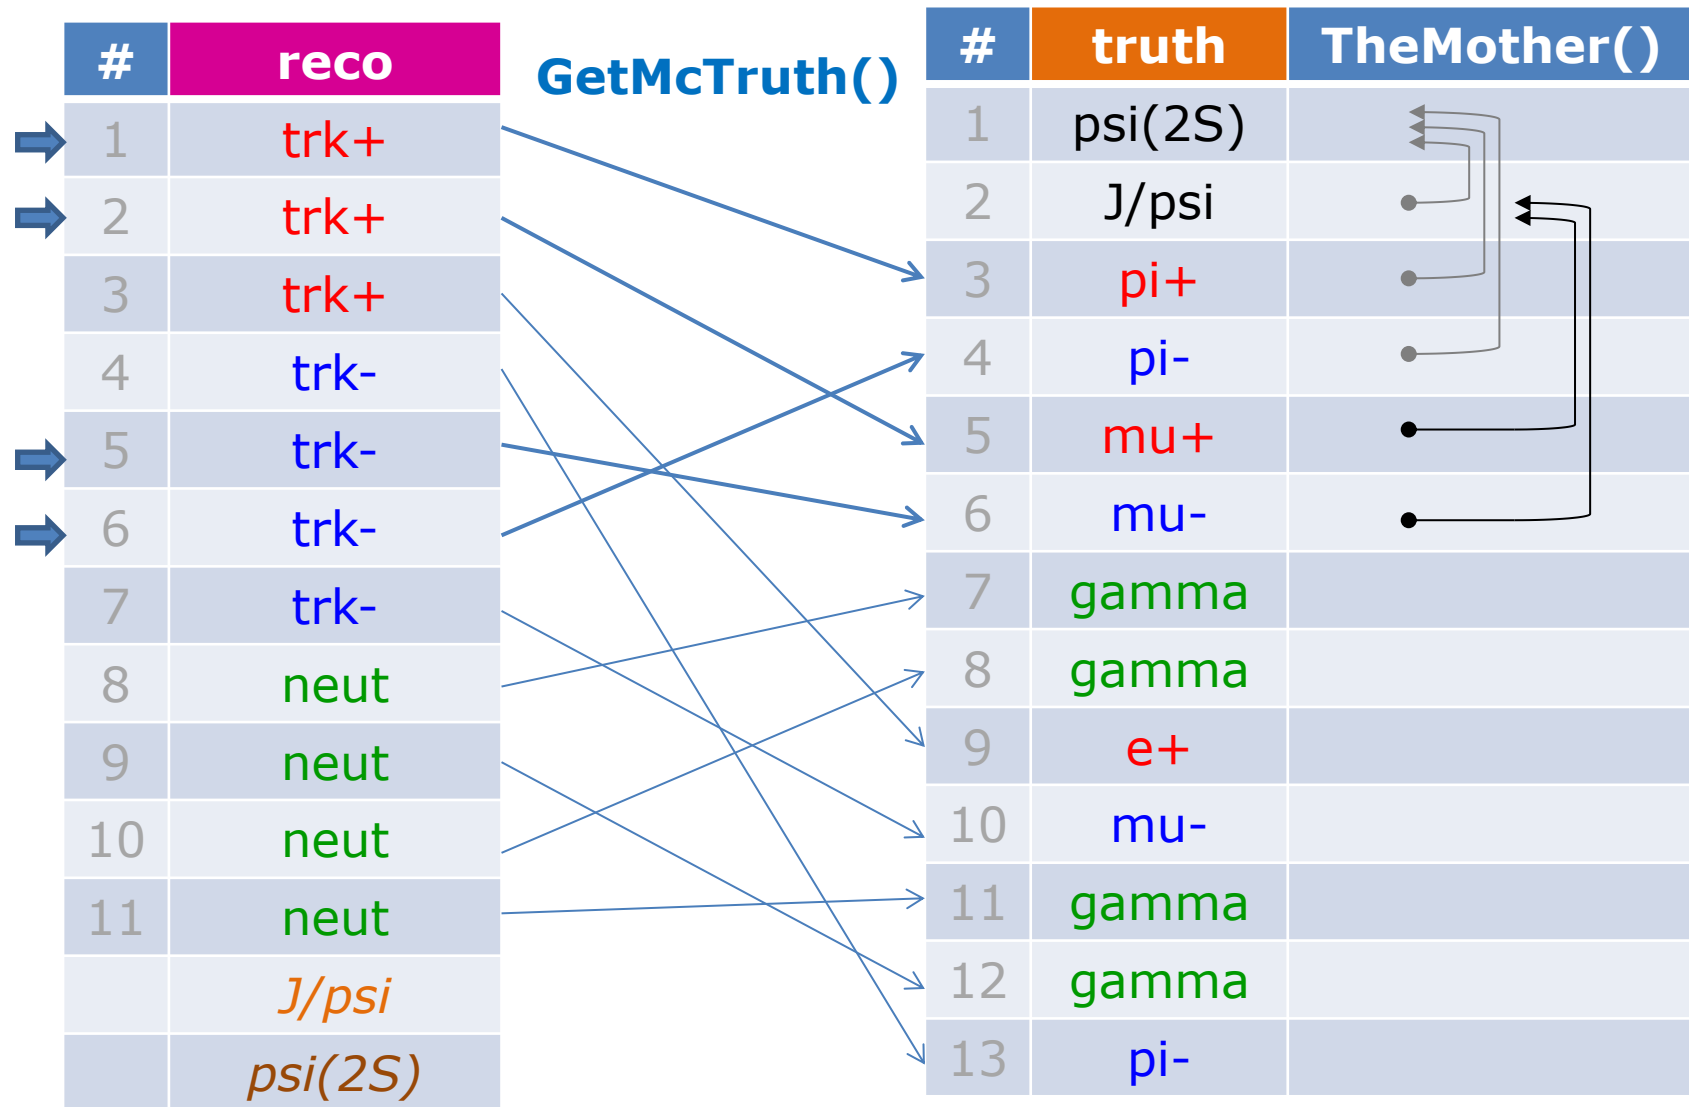 # reco
1 trk+
2 trk+
3 trk+
4 trk-
5 trk-
6 trk-
7 trk-
8 neut
9 neut
10 neut
11 neut
J/psi
psi(2S)
GetMcTruth()
# truth TheMother()
1 psi(2S)
2 J/psi
3 pi+
4 pi-
5 mu+
6 mu-
7 gamma
8 gamma
9 e+
10 mu-
11 gamma
12 gamma
13 pi-